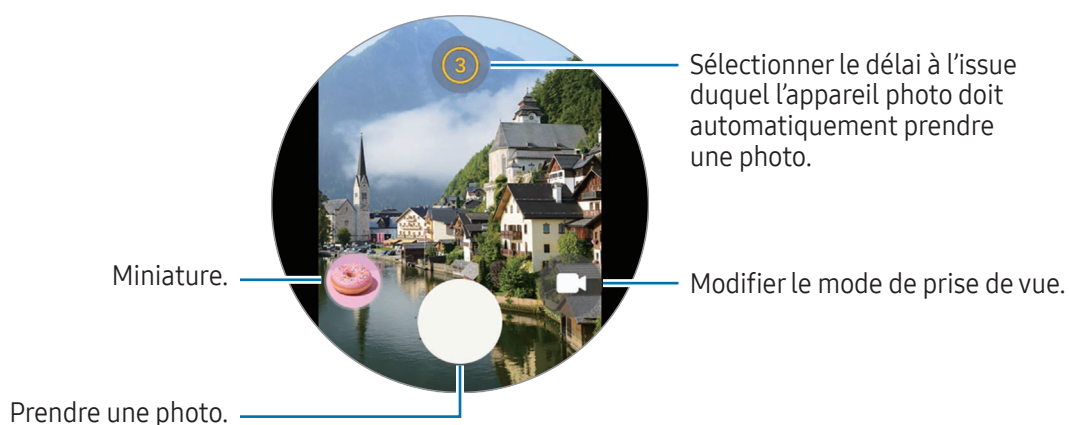 3
Sélectionner le délai à l’issue
duquel l’appareil photo doit
automatiquement prendre
une photo.
Miniature.
Modifier le mode de prise de vue.
Prendre une photo.